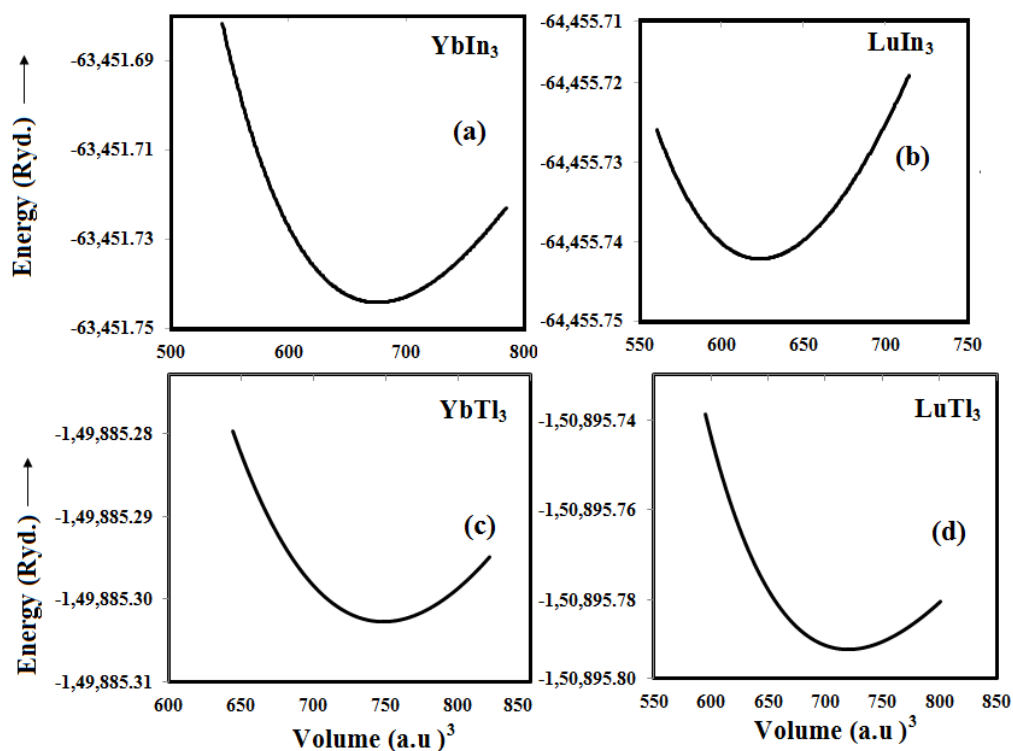 YbIn3
(a)
Energy (Ryd.)
-63,451.69
-63,451.71
-63,451.73
-63,451.75
500 600 700 800
LuIn3
(b)
-64,455.71
-64,455.72
-64,455.73
-64,455.74
-64,455.75
550 600 650 700 750
YbTl3
(c)
Energy (Ryd.)
-1,49,885.28
-1,49,885.29
-1,49,885.30
-1,49,885.31
600 650 700 750 800 850
Volume (a.u )3
LuTl3
(d)
-1,50,895.74
-1,50,895.76
-1,50,895.78
-1,50,895.80
550 600 650 700 750 800 850
Volume (a.u )3